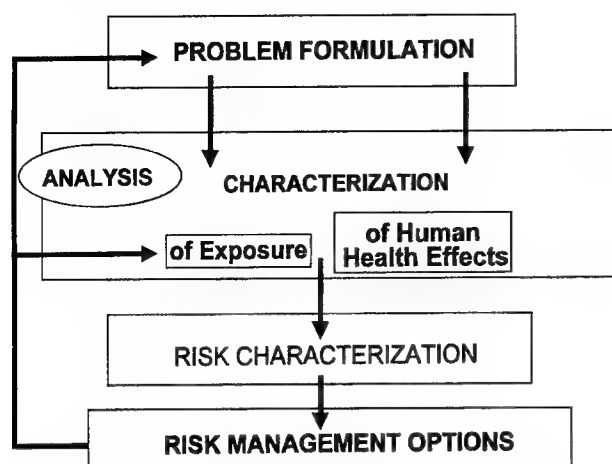 PROBLEM FORMULATION
ANALYSIS
CHARACTERIZATION
of Exposure
of Human
Health Effects
RISK CHARACTERIZATION
RISK MANAGEMENT OPTIONS